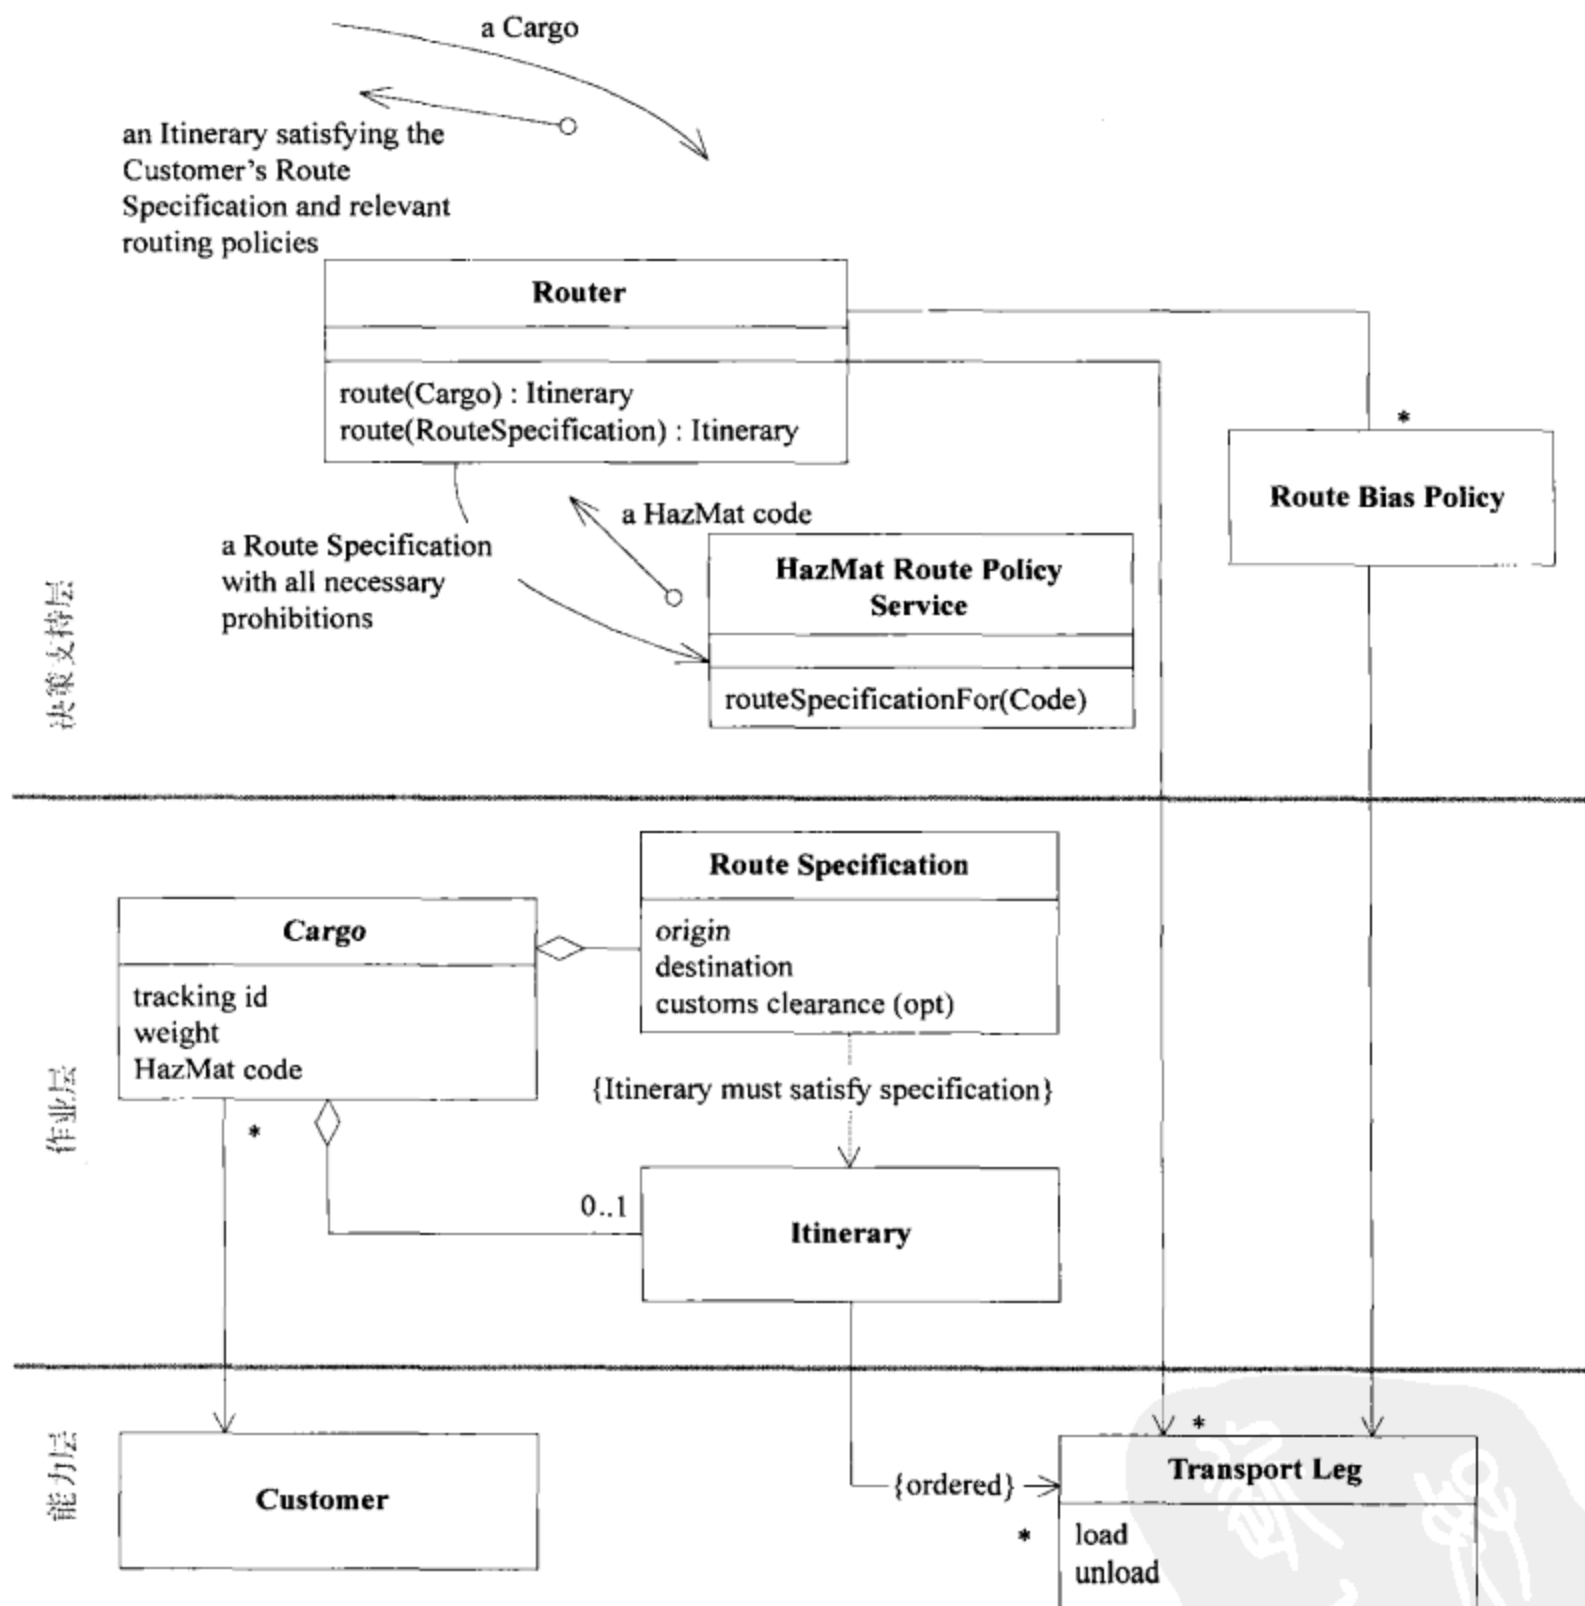 a Cargo
an Itinerary satisfying the
Customer's Route
Specification and relevant
routing policies
Router
route(Cargo) : Itinerary
route(RouteSpecification) : Itinerary
*
Route Bias Policy
a HazMat code
a Route Specification
with all necessary
prohibitions
HazMat Route Policy
Service
routeSpecificationFor(Code)
决策支持层
Route Specification
origin
destination
customs clearance (opt)
Cargo
tracking id
weight
HazMat code
{Itinerary must satisfy specification}
*
0..1
Itinerary
作业层
能力层
Customer
*
Transport Leg
{ordered}
*
load
unload